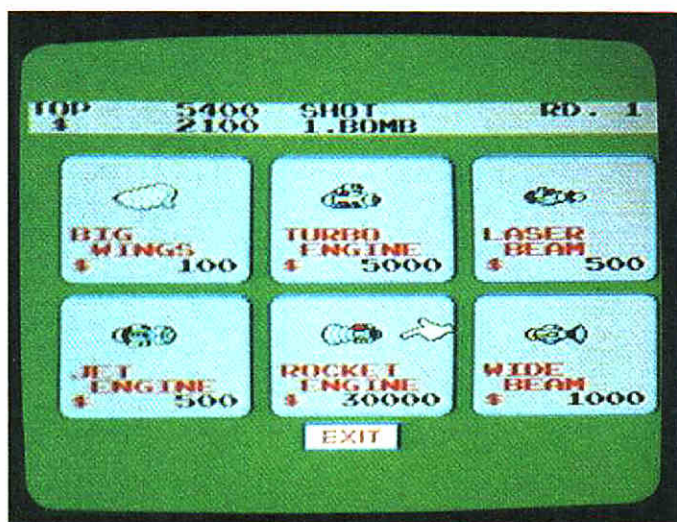 TOP 5400 SHOT RD. 1
$ 2100 1.BOMB
BIG WINGS
$ 100
TURBO ENGINE
$ 5000
LASER BEAM
$ 500
JET ENGINE
$ 500
ROCKET ENGINE
$ 30000
WIDE BEAM
$ 1000
EXIT